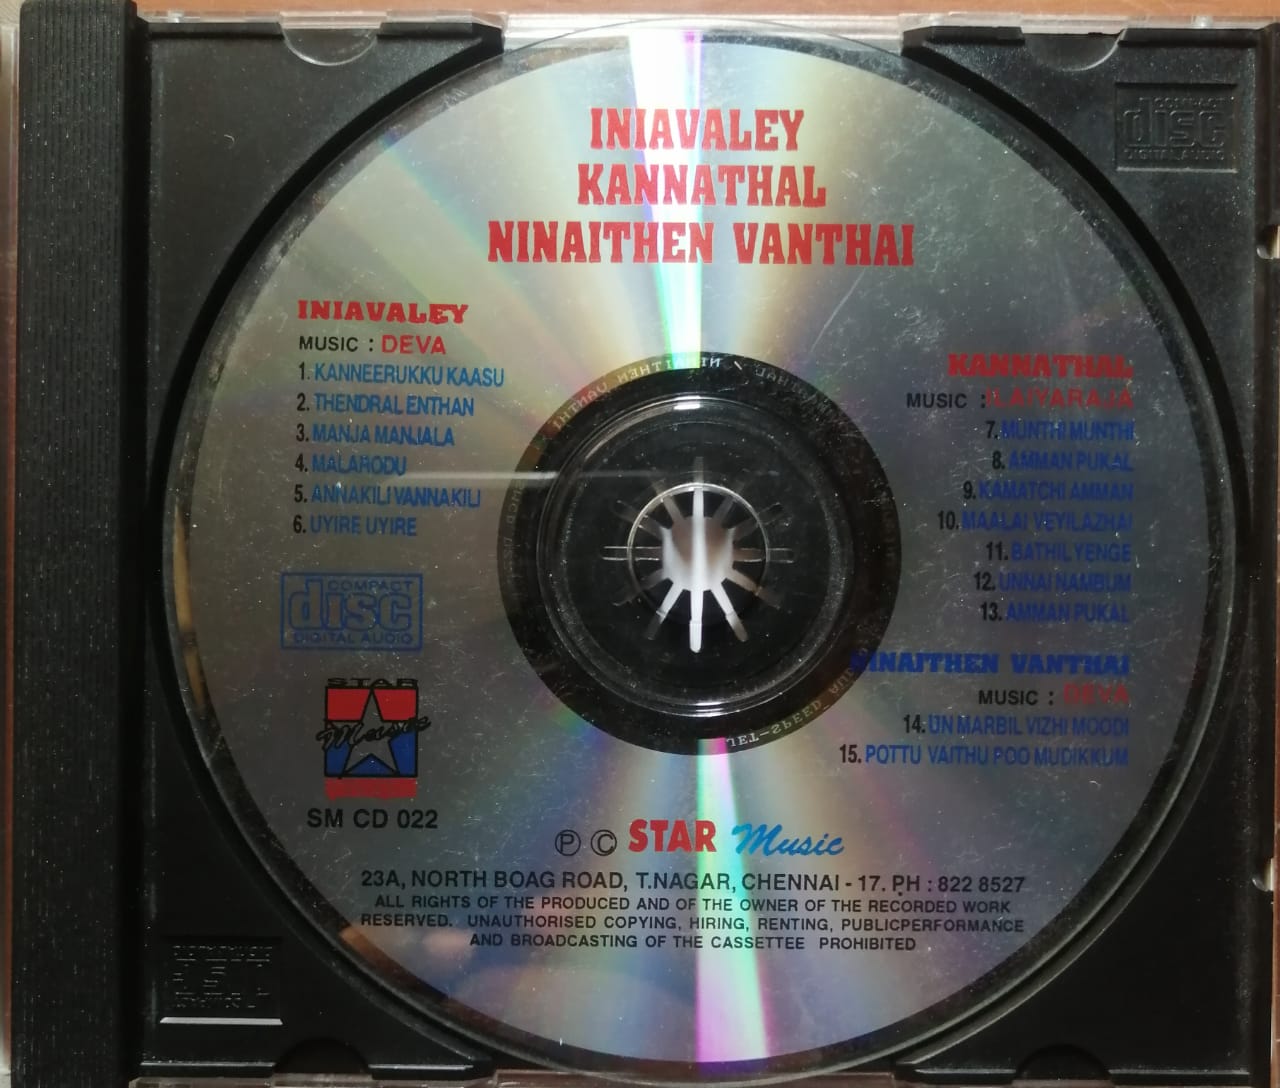 INIAVALEY
KANNATHAL
NINAITHEN VANTHAI
INIAVALEY
MUSIC : DEVA
1. KANNEERUKKU KAASU
2. THENDRAL ENTHAN
3. MANJA MANJALA
4. MALARODU
5. ANNAKILI VANNAKILI
6. UYIRE UYIRE
COMPACT
disc
DIGITAL AUDIO
STAR
Music
SM CD 022
KANNATHAL
MUSIC : ILAIYARAJA
7. MUNTHI MUNTHI
8. AMMAN PUKAL
9. KAMATCHI AMMAN
10. MAALAI VEYILAZHAI
11. BATHIL YENGE
12. UNNAI NAMBUM
13. AMMAN PUKAL
NINAITHEN VANTHAI
MUSIC : DEVA
14. UN MARBIL VIZHI MOODI
15. POTTU VAITHU POO MUDIKKUM
Ⓟ © STAR Music
23A, NORTH BOAG ROAD, T.NAGAR, CHENNAI - 17. PH : 822 8527
ALL RIGHTS OF THE PRODUCED AND OF THE OWNER OF THE RECORDED WORK
RESERVED. UNAUTHORISED COPYING, HIRING, RENTING, PUBLICPERFORMANCE
AND BROADCASTING OF THE CASSETTEE PROHIBITED
COMPACT
disc
DIGITAL AUDIO